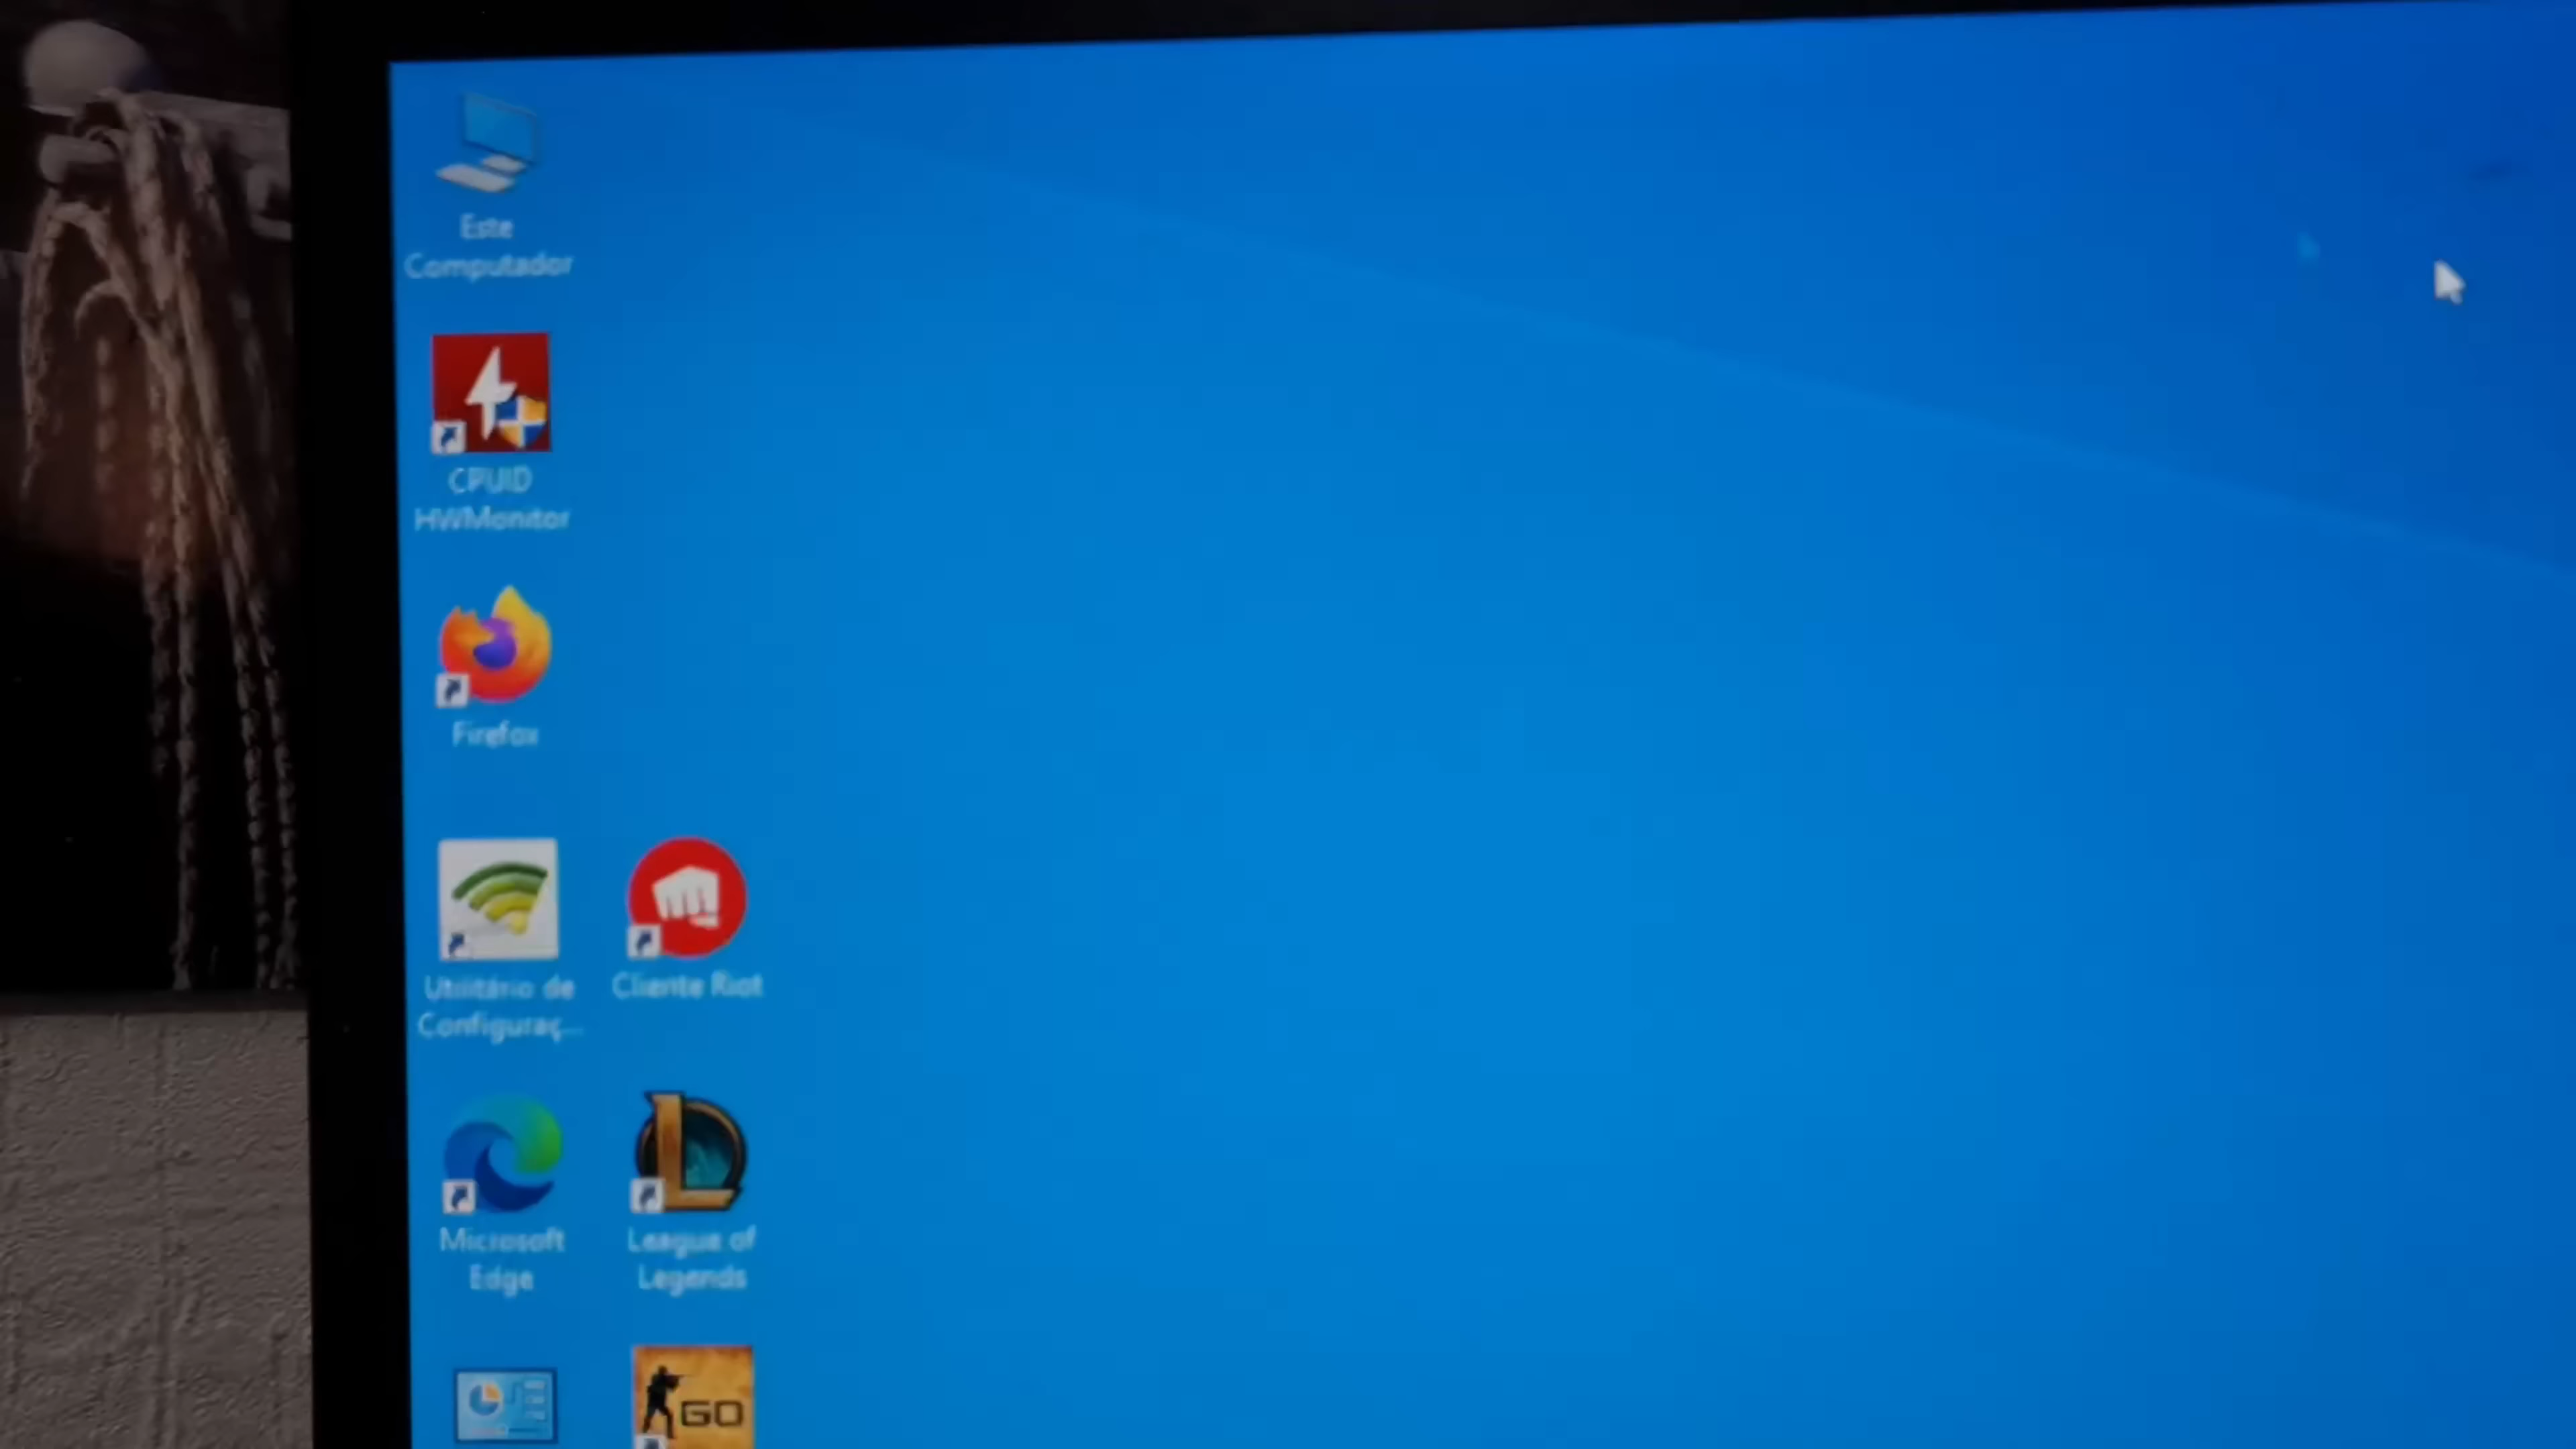 Este
Computador
CPUID
HWMonitor
Firefox
Utilitário de
Configuraç...
Cliente Riot
Microsoft
Edge
League of
Legends
GO